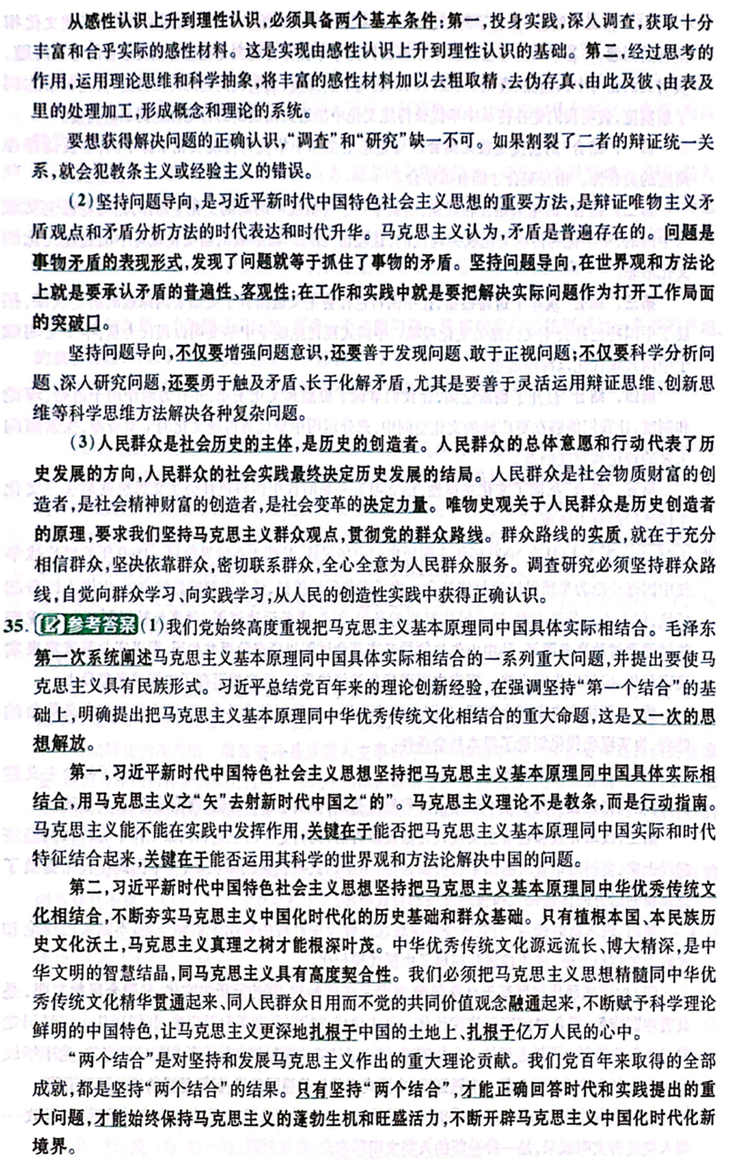 从感性认识上升到理性认识，必须具备两个基本条件：第一，投身实践，深入调查，获取十分
丰富和合乎实际的感性材料。这是实现由感性认识上升到理性认识的基础。第二，经过思考的
作用，运用理论思维和科学抽象，将丰富的感性材料加以去粗取精、去伪存真、由此及彼、由表及
里的处理加工，形成概念和理论的系统。
要想获得解决问题的正确认识，“调查”和“研究”缺一不可。如果割裂了二者的辩证统一关
系，就会犯教条主义或经验主义的错误。
(2)坚持问题导向，是习近平新时代中国特色社会主义思想的重要方法，是辩证唯物主义矛
盾观点和矛盾分析方法的时代表达和时代升华。马克思主义认为，矛盾是普遍存在的。问题是
事物矛盾的表现形式，发现了问题就等于抓住了事物的矛盾。坚持问题导向，在世界观和方法论
上就是要承认矛盾的普遍性、客观性；在工作和实践中就是要把解决实际问题作为打开工作局面
的突破口。
坚持问题导向，不仅要增强问题意识，还要善于发现问题、敢于正视问题；不仅要科学分析问
题、深入研究问题，还要勇于触及矛盾、长于化解矛盾，尤其是要善于灵活运用辩证思维、创新思
维等科学思维方法解决各种复杂问题。
(3)人民群众是社会历史的主体，是历史的创造者。人民群众的总体意愿和行动代表了历
史发展的方向，人民群众的社会实践最终决定历史发展的结局。人民群众是社会物质财富的创
造者，是社会精神财富的创造者，是社会变革的决定力量。唯物史观关于人民群众是历史创造者
的原理，要求我们坚持马克思主义群众观点，贯彻党的群众路线。群众路线的实质，就在于充分
相信群众，坚决依靠群众，密切联系群众，全心全意为人民群众服务。调查研究必须坚持群众路
线，自觉向群众学习、向实践学习，从人民的创造性实践中获得正确认识。
35. 参考答案 (1)我们党始终高度重视把马克思主义基本原理同中国具体实际相结合。毛泽东
第一次系统阐述马克思主义基本原理同中国具体实际相结合的一系列重大问题，并提出要使马
克思主义具有民族形式。习近平总结党百年来的理论创新经验，在强调坚持“第一个结合”的基
础上，明确提出把马克思主义基本原理同中华优秀传统文化相结合的重大命题，这是又一次的思
想解放。
第一，习近平新时代中国特色社会主义思想坚持把马克思主义基本原理同中国具体实际相
结合，用马克思主义之“矢”去射新时代中国之“的”。马克思主义理论不是教条，而是行动指南。
马克思主义能不能在实践中发挥作用，关键在于能否把马克思主义基本原理同中国实际和时代
特征结合起来，关键在于能否运用其科学的世界观和方法论解决中国的问题。
第二，习近平新时代中国特色社会主义思想坚持把马克思主义基本原理同中华优秀传统文
化相结合，不断夯实马克思主义中国化时代化的历史基础和群众基础。只有植根本国、本民族历
史文化沃土，马克思主义真理之树才能根深叶茂。中华优秀传统文化源远流长、博大精深，是中
华文明的智慧结晶，同马克思主义具有高度契合性。我们必须把马克思主义思想精髓同中华优
秀传统文化精华贯通起来、同人民群众日用而不觉的共同价值观念融通起来，不断赋予科学理论
鲜明的中国特色，让马克思主义更深地扎根于中国的土地上、扎根于亿万人民的心中。
“两个结合”是对坚持和发展马克思主义作出的重大理论贡献。我们党百年来取得的全部
成就，都是坚持“两个结合”的结果。只有坚持“两个结合”，才能正确回答时代和实践提出的重
大问题，才能始终保持马克思主义的蓬勃生机和旺盛活力，不断开辟马克思主义中国化时代化新
境界。